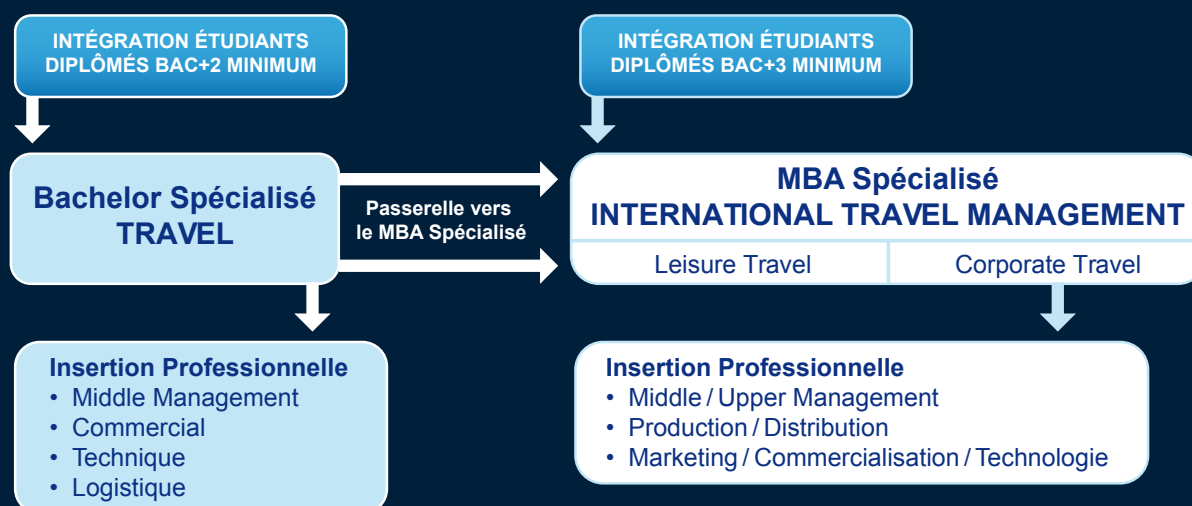 INTÉGRATION ÉTUDIANTS
DIPLÔMÉS BAC+2 MINIMUM
INTÉGRATION ÉTUDIANTS
DIPLÔMÉS BAC+3 MINIMUM
Bachelor Spécialisé
TRAVEL
Passerelle vers
le MBA Spécialisé
MBA Spécialisé
INTERNATIONAL TRAVEL MANAGEMENT
Leisure Travel
Corporate Travel
Insertion Professionnelle
• Middle Management
• Commercial
• Technique
• Logistique
Insertion Professionnelle
• Middle / Upper Management
• Production / Distribution
• Marketing / Commercialisation / Technologie